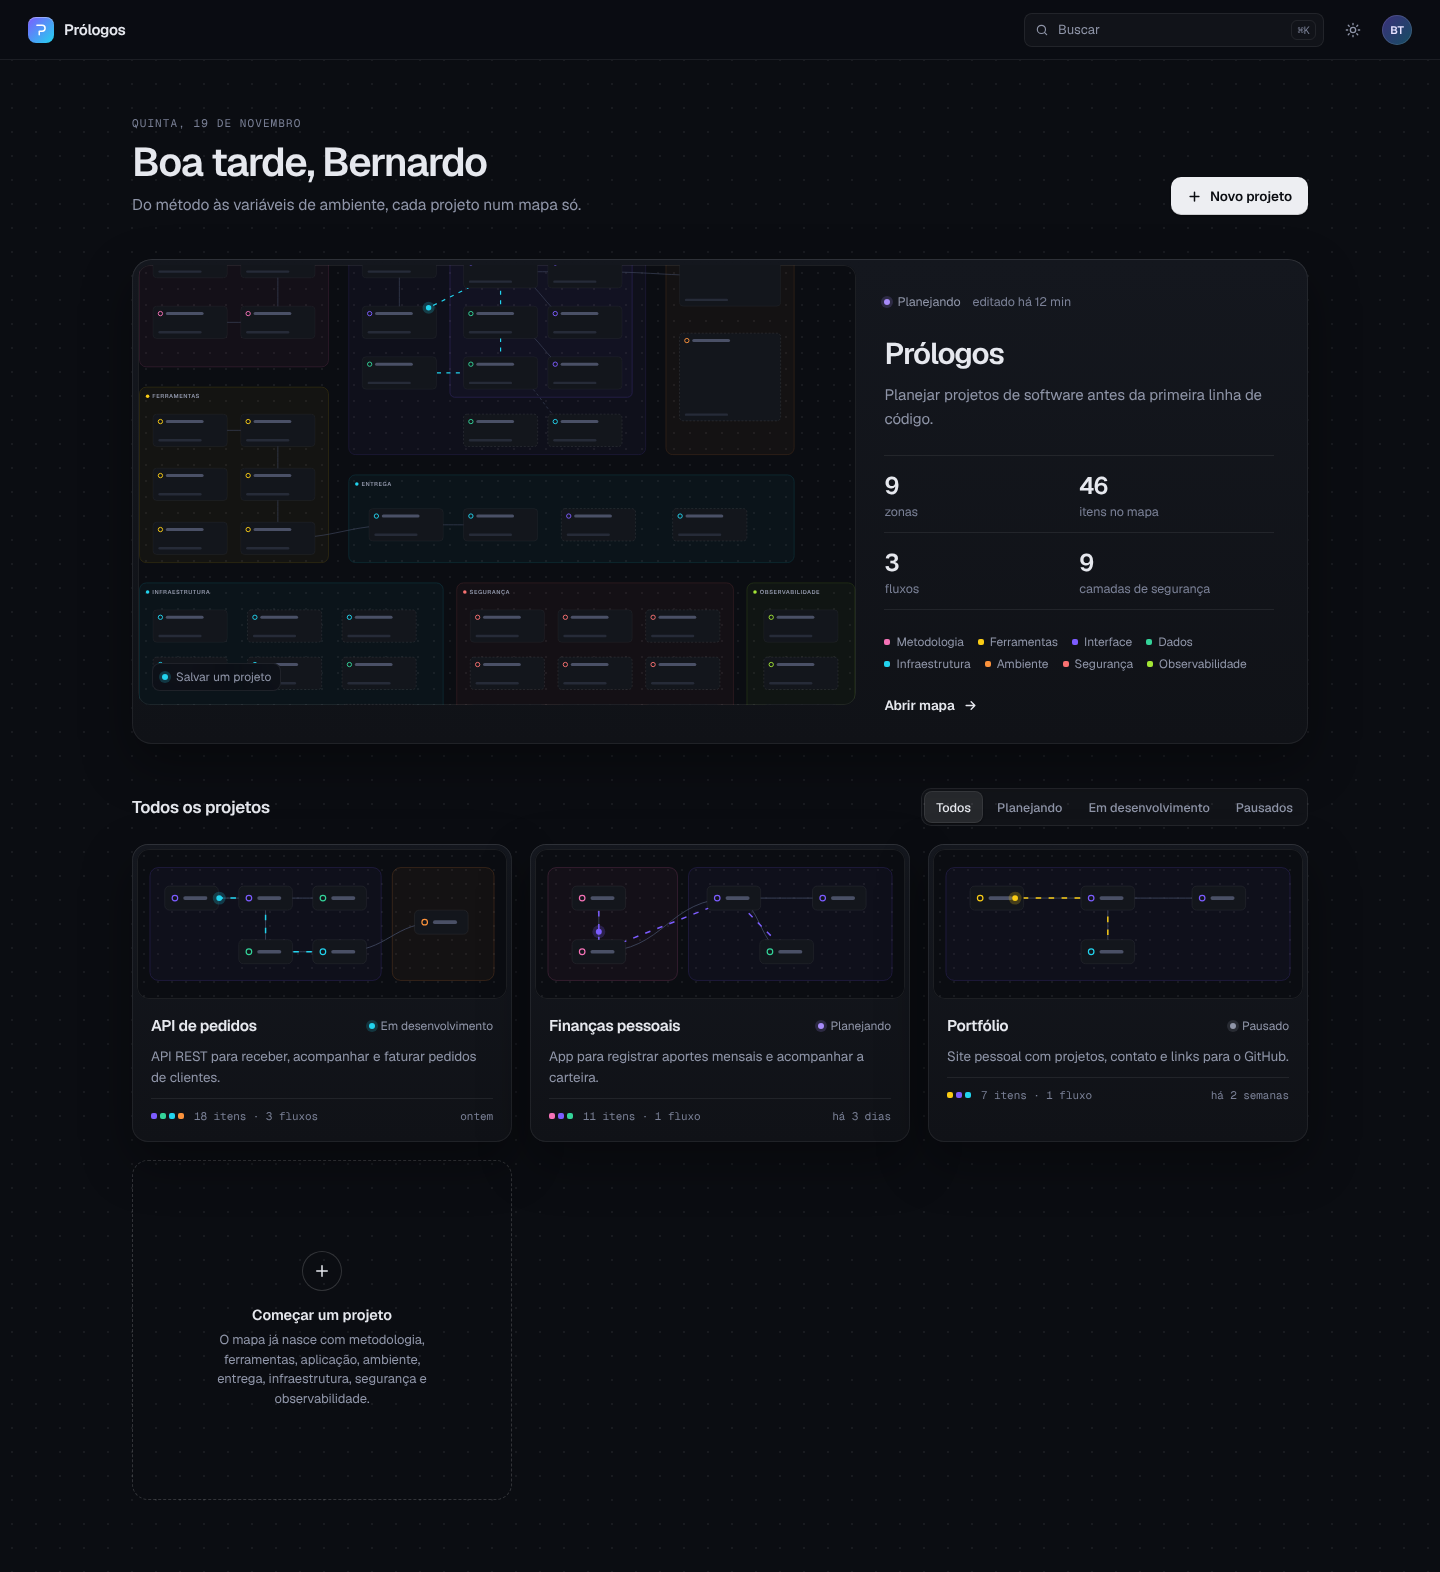 Prólogos
Buscar
⌘K
BT
QUINTA, 19 DE NOVEMBRO
Boa tarde, Bernardo
Do método às variáveis de ambiente, cada projeto num mapa só.
Novo projeto
FERRAMENTAS
ENTREGA
INFRAESTRUTURA
SEGURANÇA
OBSERVABILIDADE
Salvar um projeto
Planejando editado há 12 min
Prólogos
Planejar projetos de software antes da primeira linha de
código.
9
zonas
46
itens no mapa
3
fluxos
9
camadas de segurança
Metodologia Ferramentas Interface Dados
Infraestrutura Ambiente Segurança Observabilidade
Abrir mapa →
Todos os projetos
Todos Planejando Em desenvolvimento Pausados
API de pedidos
Em desenvolvimento
API REST para receber, acompanhar e faturar pedidos
de clientes.
18 itens · 3 fluxos
ontem
Finanças pessoais
Planejando
App para registrar aportes mensais e acompanhar a
carteira.
11 itens · 1 fluxo
há 3 dias
Portfólio
Pausado
Site pessoal com projetos, contato e links para o GitHub.
7 itens · 1 fluxo
há 2 semanas
Começar um projeto
O mapa já nasce com metodologia,
ferramentas, aplicação, ambiente,
entrega, infraestrutura, segurança e
observabilidade.